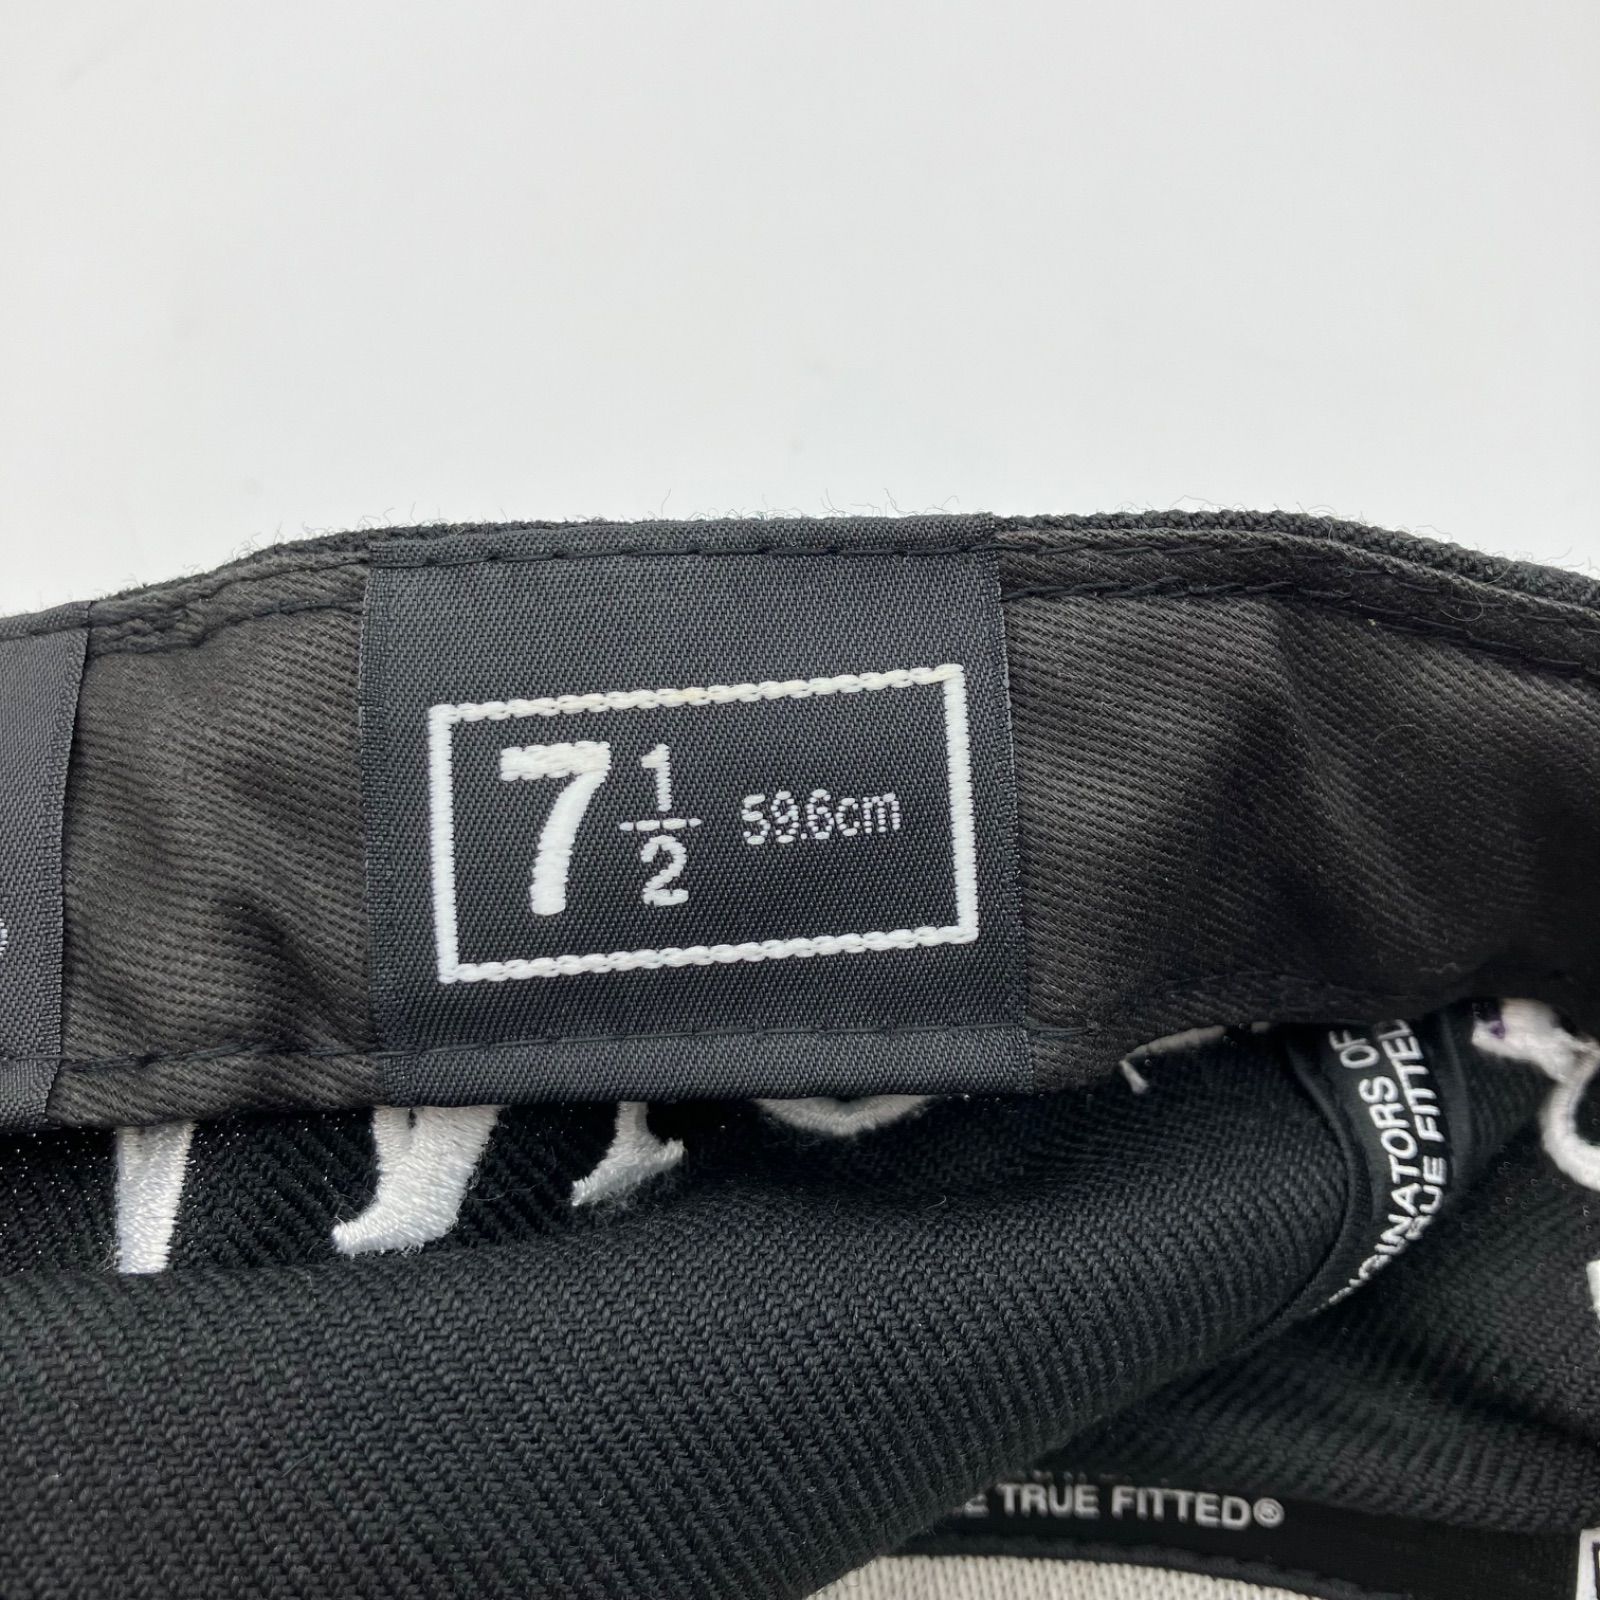 7 1/2 59.6cm
ORIGINATORS OF
TRUE FITTED
TRUE FITTED®